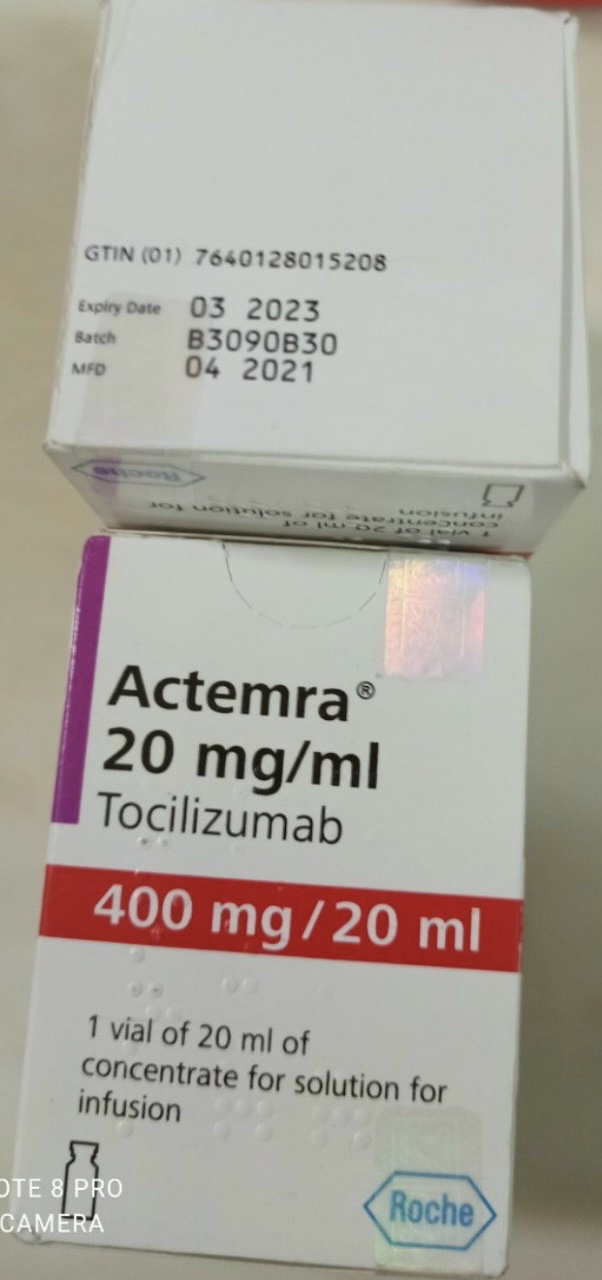 GTIN (01) 7640128015208
Expiry Date 03 2023
Batch B3090B30
MFD 04 2021
Roche
1 vial of 20 ml of
concentrate for solution for
infusion
Actemra®
20 mg/ml
Tocilizumab
400 mg/20 ml
1 vial of 20 ml of
concentrate for solution for
infusion
Roche
OTE 8 PRO
CAMERA